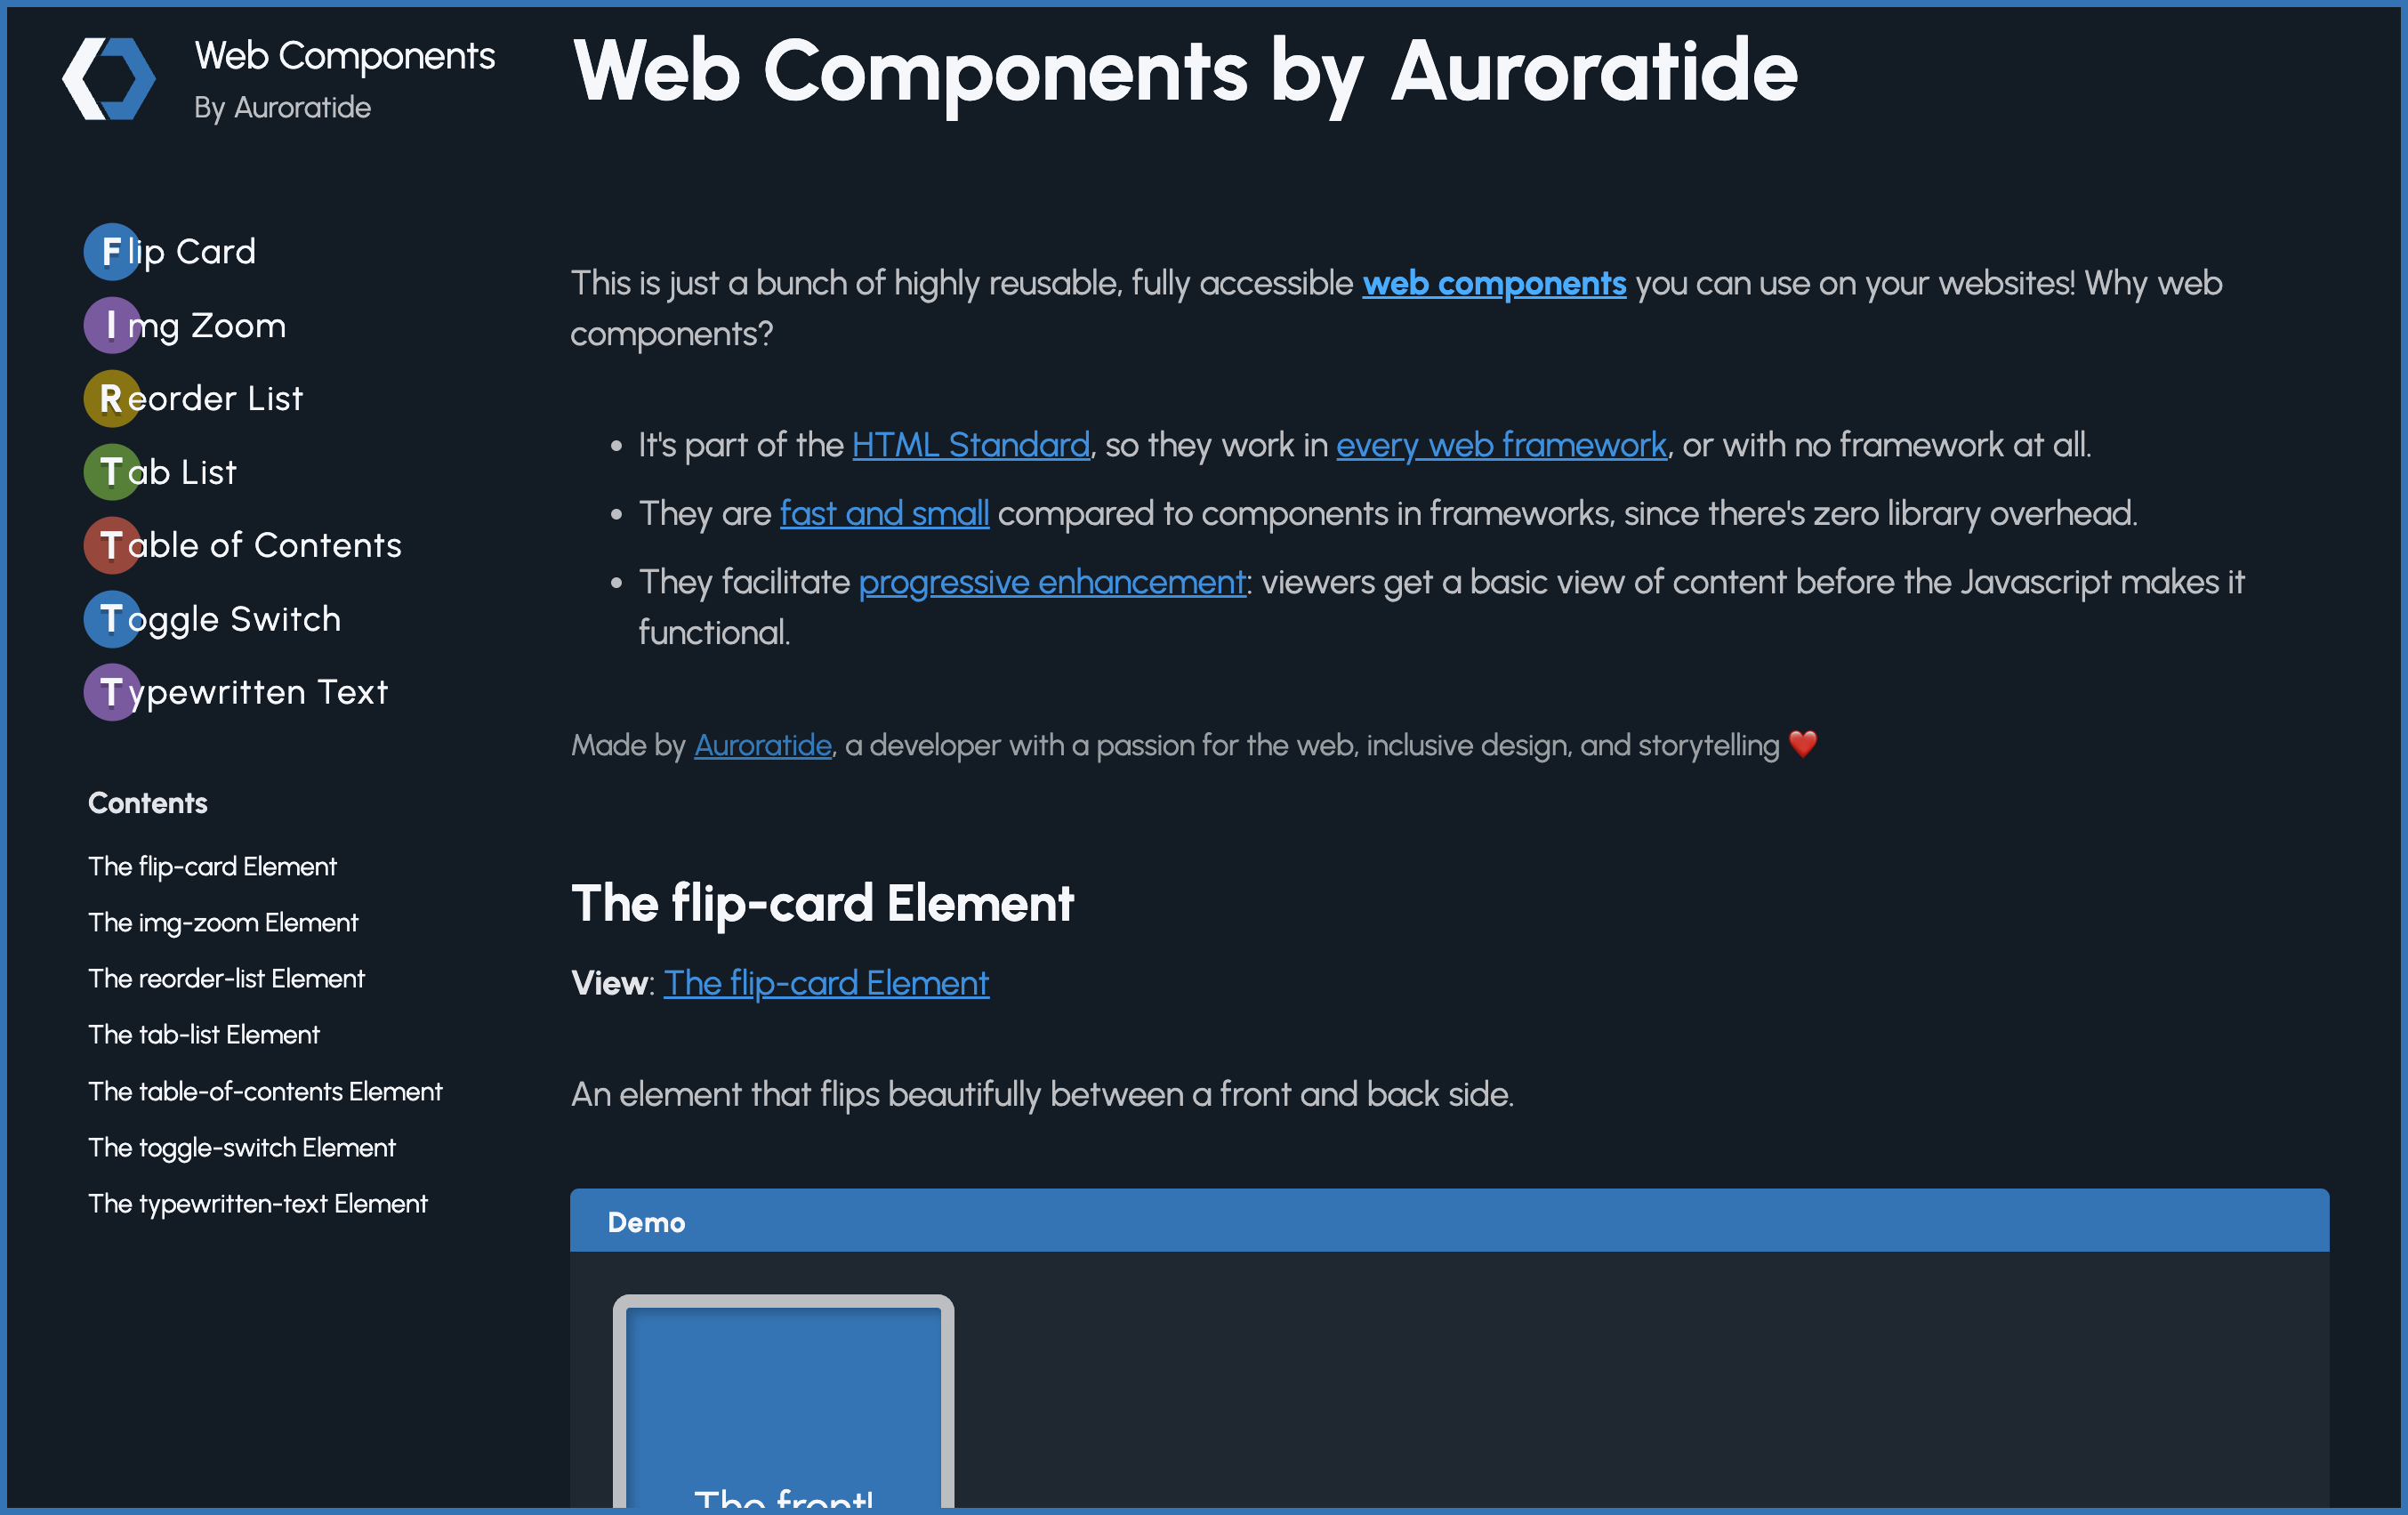 Web Components
By Auroratide
Flip Card
Img Zoom
Reorder List
Tab List
Table of Contents
Toggle Switch
Typewritten Text
Contents
The flip-card Element
The img-zoom Element
The reorder-list Element
The tab-list Element
The table-of-contents Element
The toggle-switch Element
The typewritten-text Element
Web Components by Auroratide
This is just a bunch of highly reusable, fully accessible web components you can use on your websites! Why web
components?
• It's part of the HTML Standard, so they work in every web framework, or with no framework at all.
• They are fast and small compared to components in frameworks, since there's zero library overhead.
• They facilitate progressive enhancement: viewers get a basic view of content before the Javascript makes it
functional.
Made by Auroratide, a developer with a passion for the web, inclusive design, and storytelling ❤️
The flip-card Element
View: The flip-card Element
An element that flips beautifully between a front and back side.
Demo
The front!